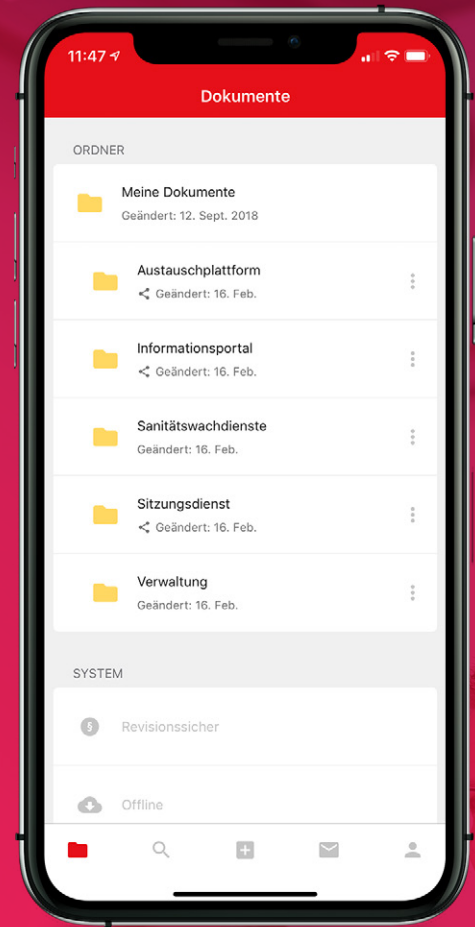 11:47
Dokumente
ORDNER
Meine Dokumente
Geändert: 12. Sept. 2018
Austauschplattform
Geändert: 16. Feb.
Informationsportal
Geändert: 16. Feb.
Sanitätswachdienste
Geändert: 16. Feb.
Sitzungsdienst
Geändert: 16. Feb.
Verwaltung
Geändert: 16. Feb.
SYSTEM
§ Revisionssicher
Offline